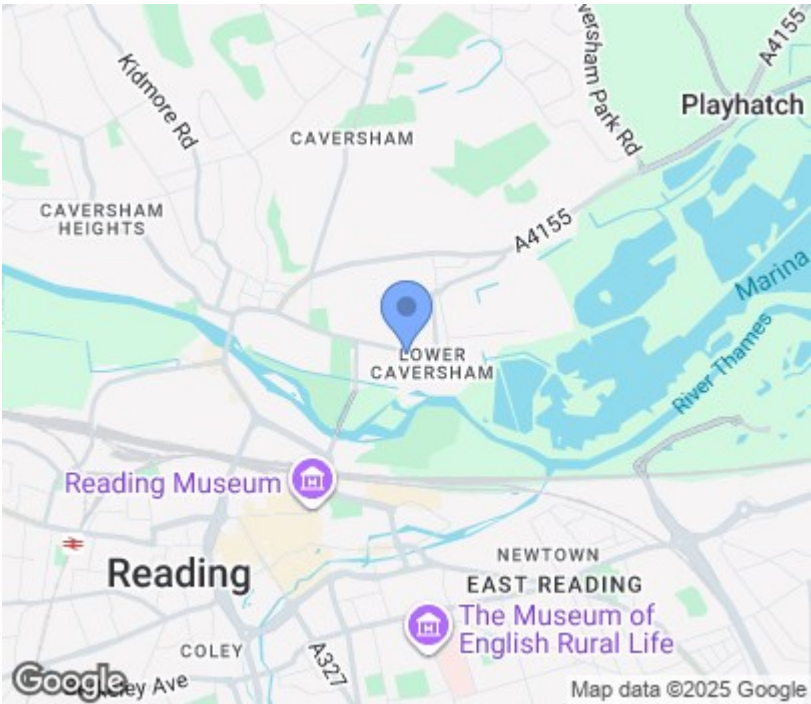 A4155
Playhatch
Kidmore Rd
CAVERSHAM
CAVERSHAM
HEIGHTS
A4155
Marina
LOWER
CAVERSHAM
River Thames
Reading Museum
NEWTOWN
Reading
EAST READING
The Museum of
English Rural Life
COLEY
A327
Google
Ave
Map data ©2025 Google
Park Rd